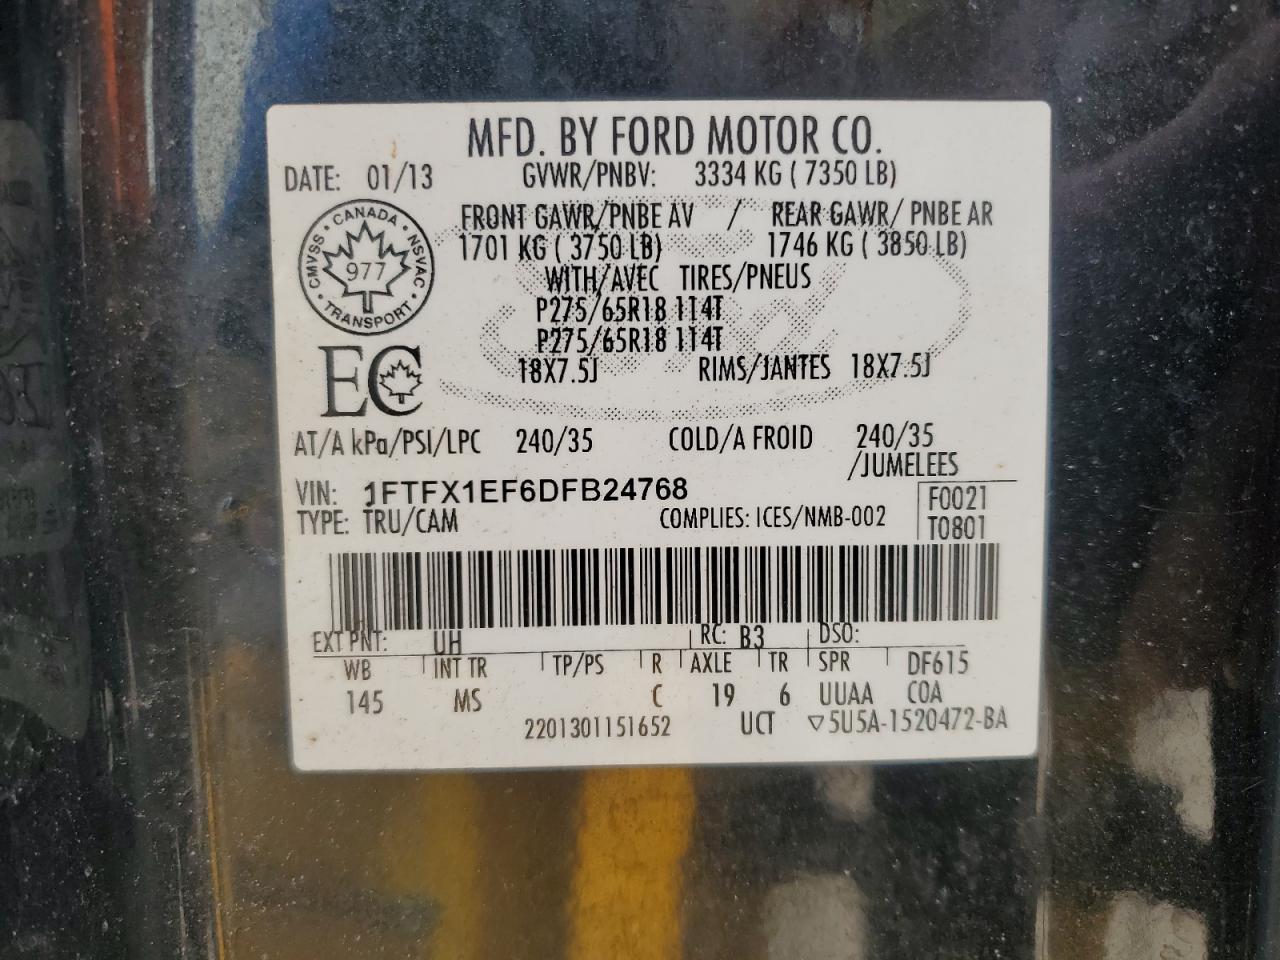 MFD. BY FORD MOTOR CO.
DATE: 01/13 GVWR/PNBV: 3334 KG ( 7350 LB)
CANADA
CMVSS
NSVAC
977
TRANSPORT
FRONT GAWR/PNBE AV / REAR GAWR/ PNBE AR
1701 KG ( 3750 LB) 1746 KG ( 3850 LB)
WITH/AVEC TIRES/PNEUS
P275/65R18 114T
P275/65R18 114T
EC
18X7.5J RIMS/JANTES 18X7.5J
AT/A kPa/PSI/LPC 240/35 COLD/A FROID 240/35
/JUMELEES
VIN: 1FTFX1EF6DFB24768 F0021
TYPE: TRU/CAM COMPLIES: ICES/NMB-002 T0801
EXT PNT: UH RC: B3 DSO:
WB INT TR TP/PS R AXLE TR SPR DF615
145 MS C 19 6 UUAA COA
2201301151652 UCT ▽5U5A-1520472-BA